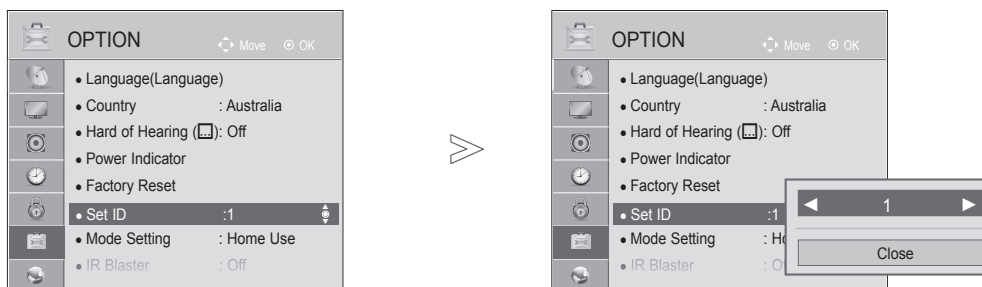 OPTION
Move OK
• Language(Language)
• Country : Australia
• Hard of Hearing (...): Off
• Power Indicator
• Factory Reset
• Set ID :1
• Mode Setting : Home Use
• IR Blaster : Off
OPTION
Move OK
• Language(Language)
• Country : Australia
• Hard of Hearing (...): Off
• Power Indicator
• Factory Reset
• Set ID :1
• Mode Setting : Ho
• IR Blaster : O
◄ 1 ►
Close